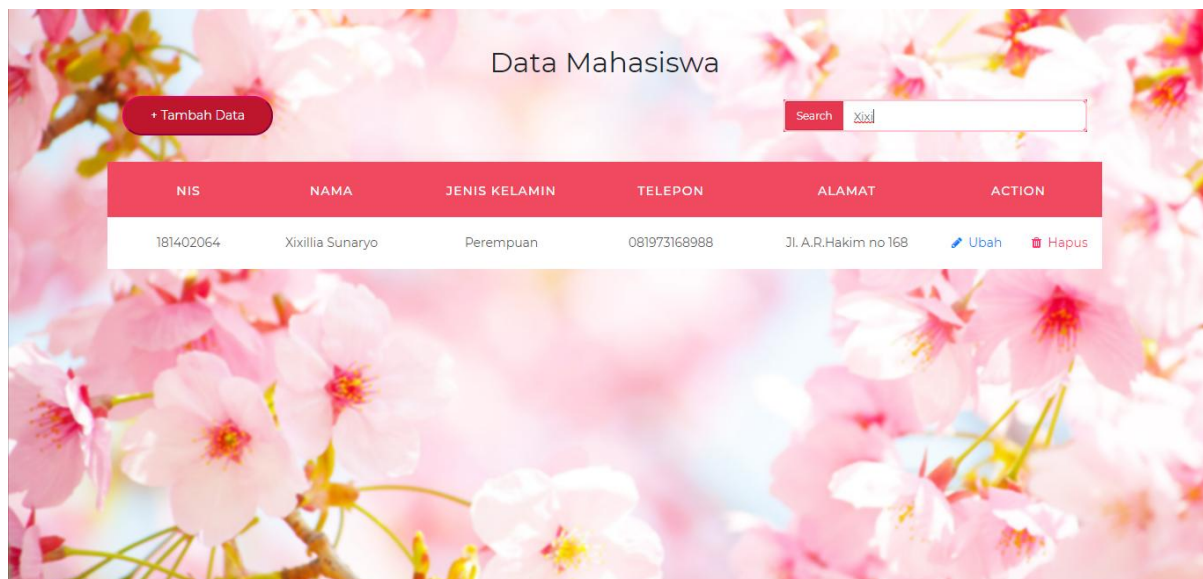 Data Mahasiswa
+ Tambah Data
Search Xixi
NIS NAMA JENIS KELAMIN TELEPON ALAMAT ACTION
181402064 Xixillia Sunaryo Perempuan 081973168988 Jl. A.R.Hakim no 168 Ubah Hapus